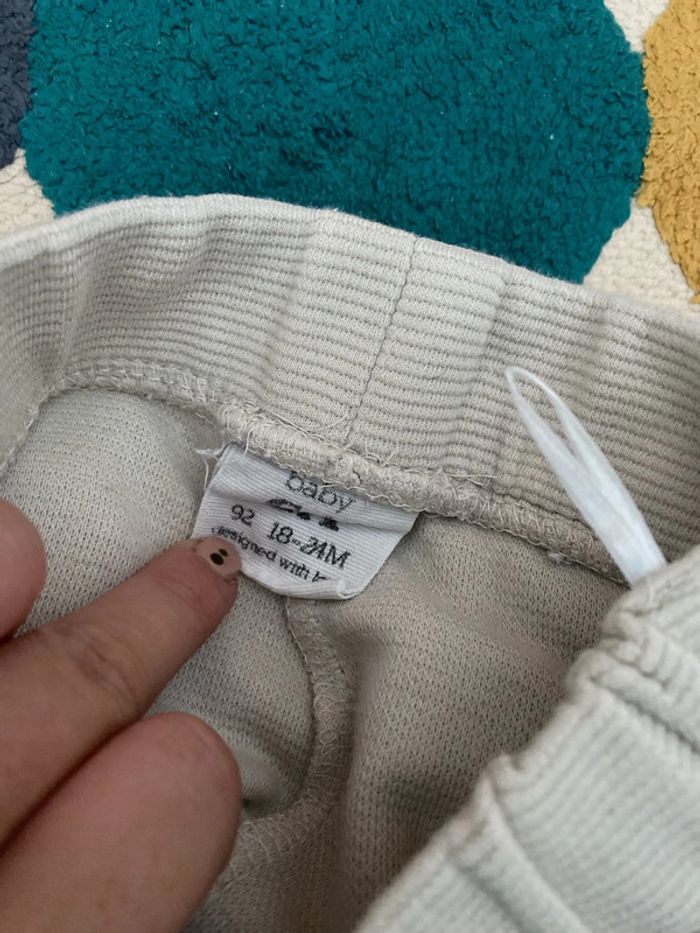 baby
92 18-24M
designed with